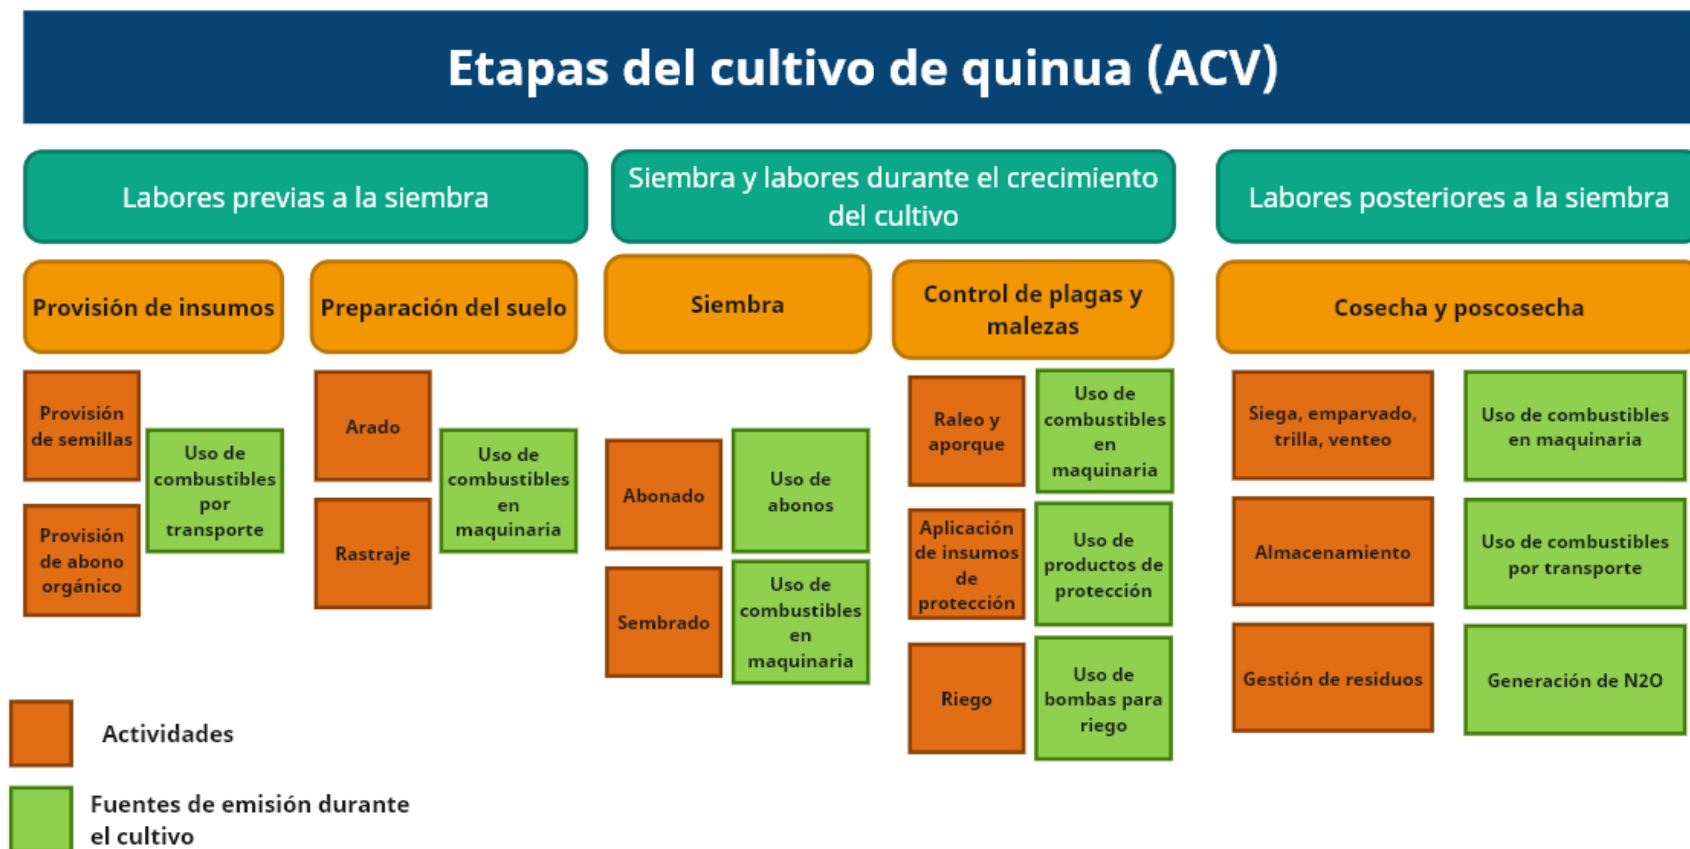 Etapas del cultivo de quinua (ACV)
Labores previas a la siembra
Siembra y labores durante el crecimiento
del cultivo
Labores posteriores a la siembra
Provisión de insumos
Preparación del suelo
Siembra
Control de plagas y
malezas
Cosecha y poscosecha
Provisión
de semillas
Provisión
de abono
orgánico
Uso de
combustibles
por
transporte
Arado
Rastraje
Uso de
combustibles
en
maquinaria
Abonado
Uso de
abonos
Sembrado
Uso de
combustibles
en
maquinaria
Raleo y
aporque
Uso de
combustibles
en
maquinaria
Aplicación
de insumos
de
protección
Uso de
productos de
protección
Riego
Uso de
bombas para
riego
Siega, emparvado,
trilla, venteo
Uso de combustibles
en maquinaria
Almacenamiento
Uso de combustibles
por transporte
Gestión de residuos
Generación de N2O
Actividades
Fuentes de emisión durante
el cultivo